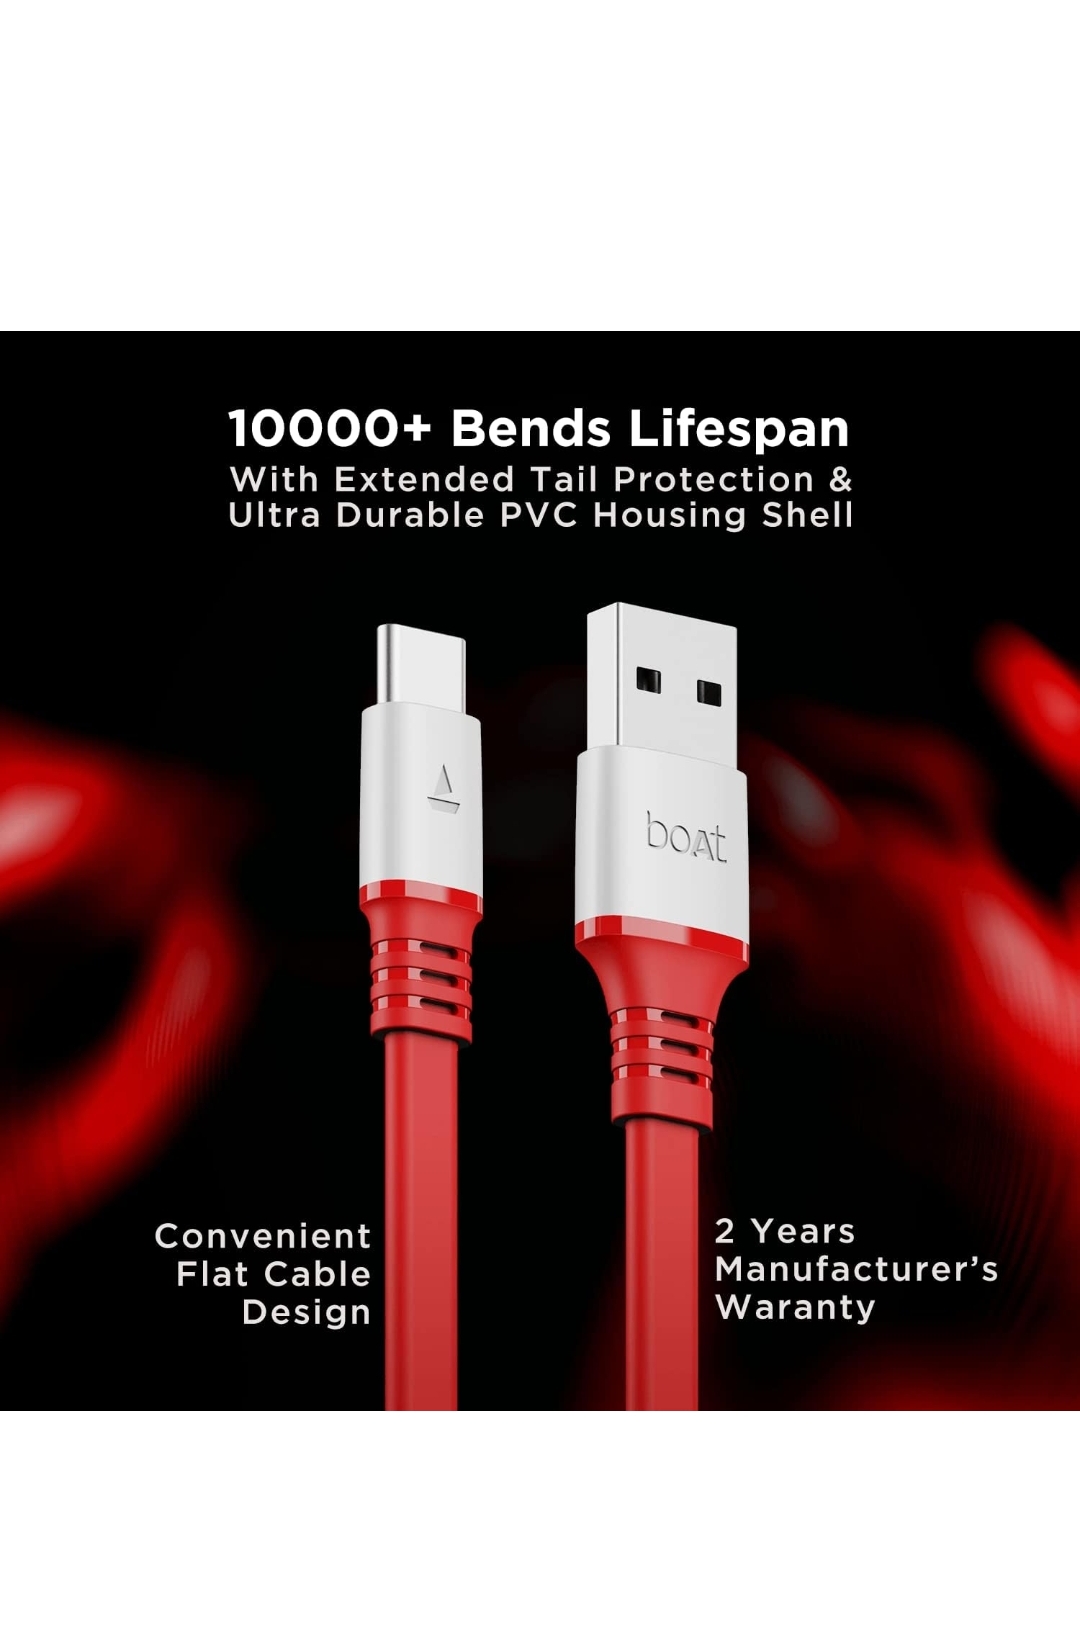 10000+ Bends Lifespan
With Extended Tail Protection &
Ultra Durable PVC Housing Shell
boAt
Convenient
Flat Cable
Design
2 Years
Manufacturer’s
Waranty